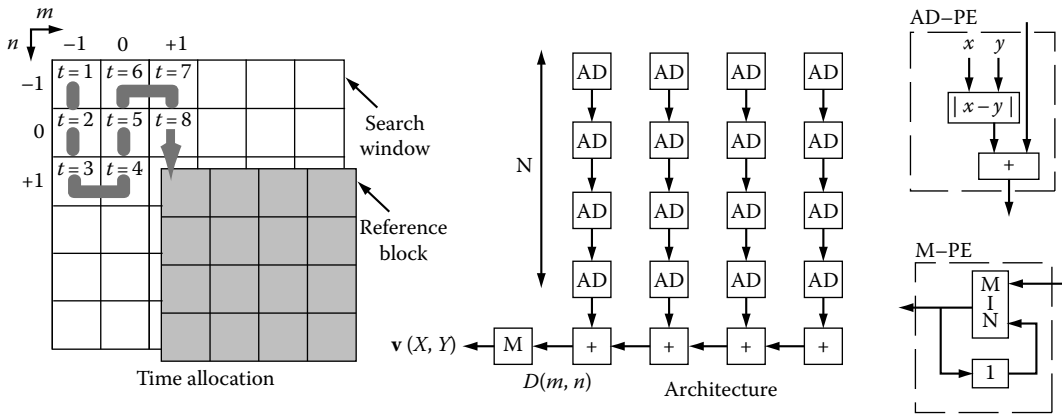 m
n
−1 0 +1
−1 t = 1 t = 6 t = 7
0 t = 2 t = 5 t = 8
+1 t = 3 t = 4
Search
window
Reference
block
Time allocation
N
AD AD AD AD
AD AD AD AD
AD AD AD AD
AD AD AD AD
v (X, Y) M + + + +
D(m, n)
Architecture
AD–PE
x y
| x – y |
+
M–PE
M
I
N
1